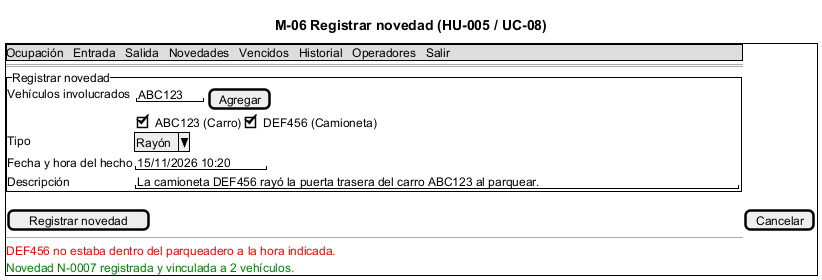 M-06 Registrar novedad (HU-005 / UC-08)
Ocupación Entrada Salida Novedades Vencidos Historial Operadores Salir
Registrar novedad
Vehículos involucrados ABC123 Agregar
ABC123 (Carro) DEF456 (Camioneta)
Tipo Rayón
Fecha y hora del hecho 15/11/2026 10:20
Descripción La camioneta DEF456 rayó la puerta trasera del carro ABC123 al parquear.
Registrar novedad Cancelar
DEF456 no estaba dentro del parqueadero a la hora indicada.
Novedad N-0007 registrada y vinculada a 2 vehículos.